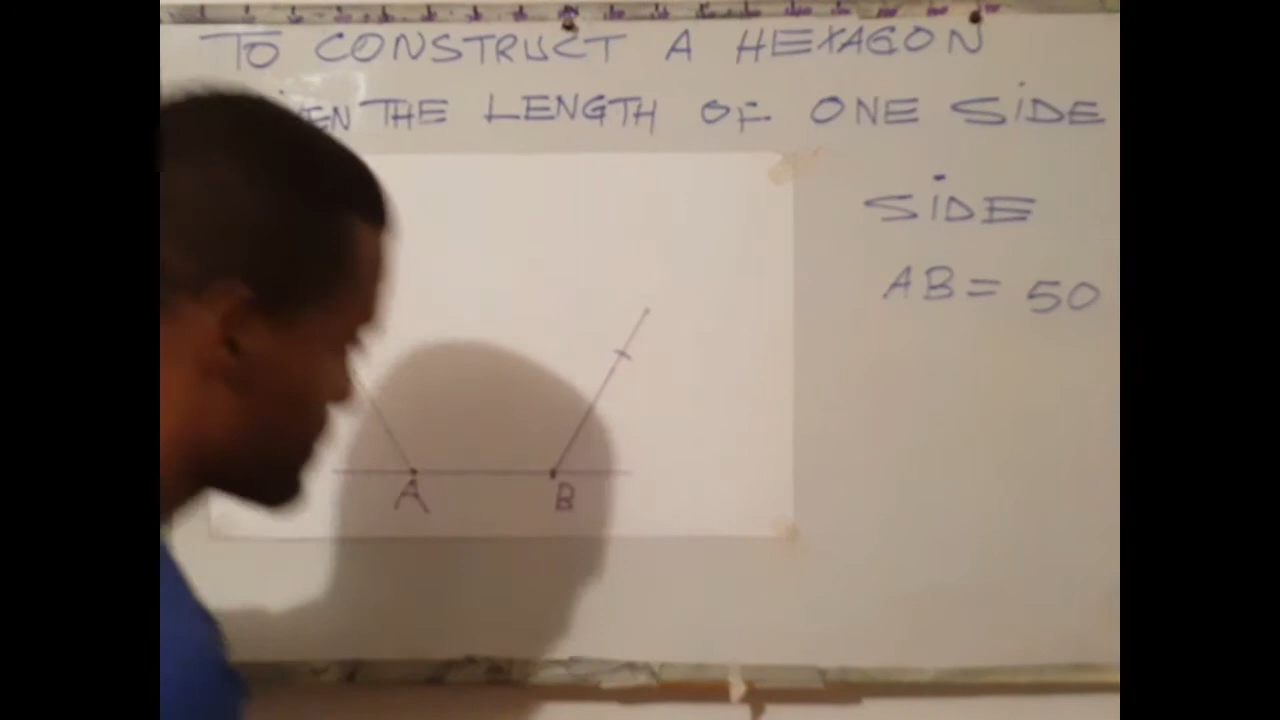 TO CONSTRUCT A HEXAGON
THE LENGTH OF ONE SIDE
SiDE
AB = 50
A
B